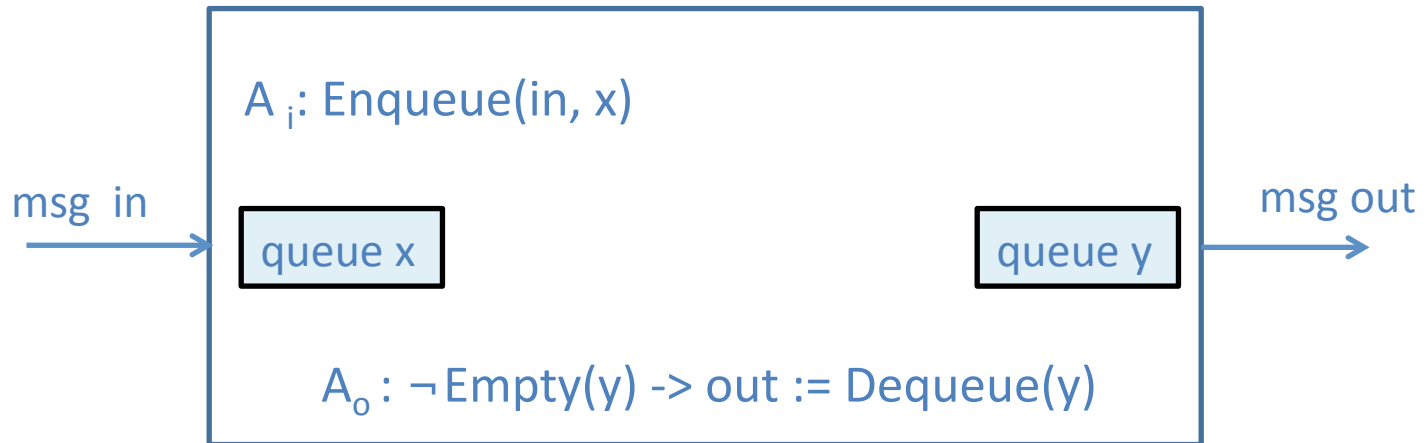 A i: Enqueue(in, x)
msg in
msg out
queue x
queue y
Ao : ¬ Empty(y) -> out := Dequeue(y)